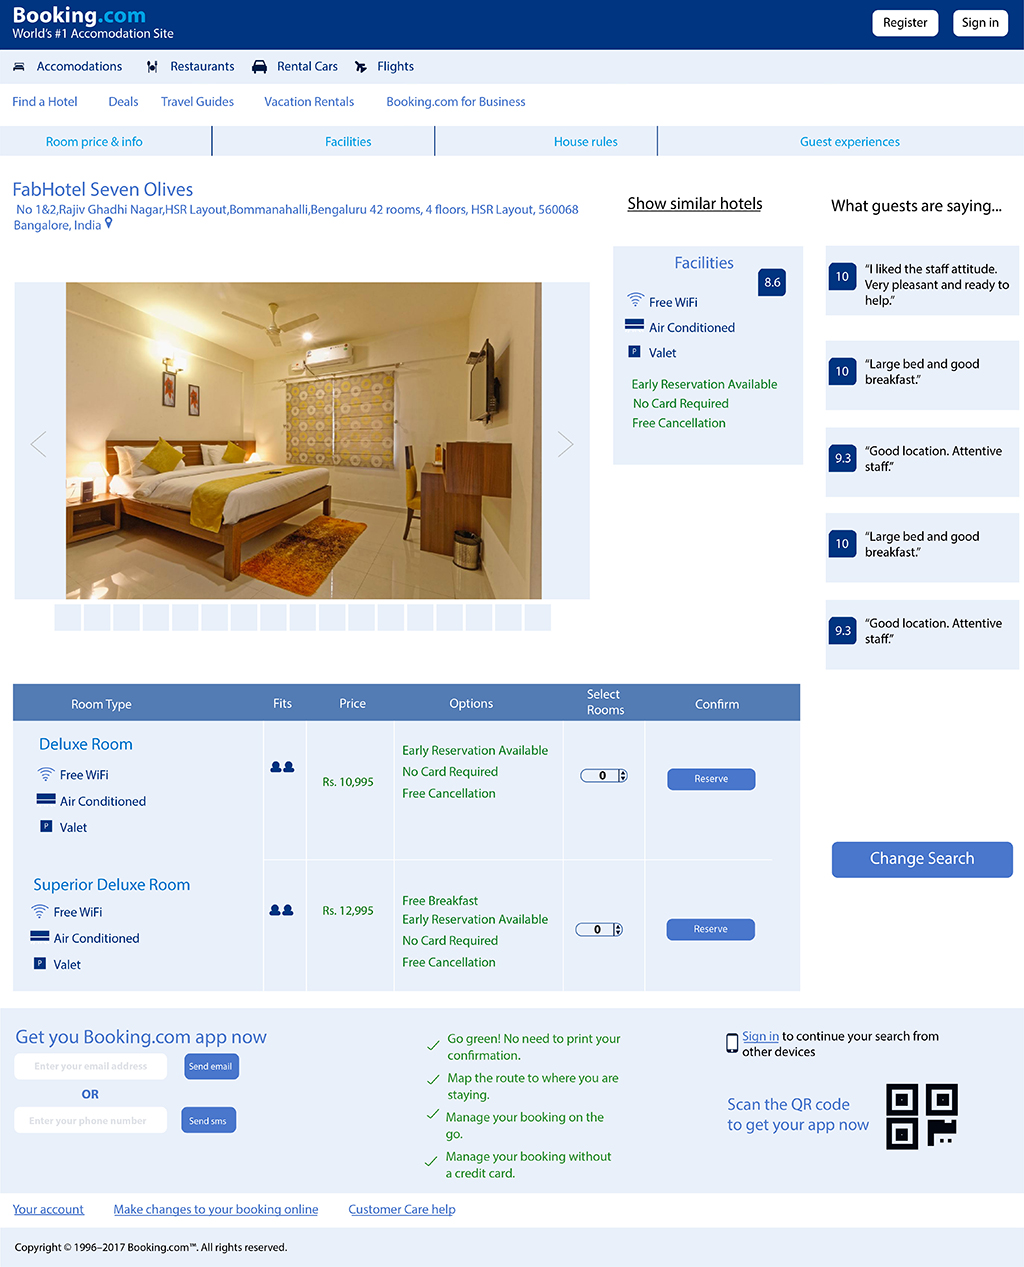 Booking.com
World's #1 Accomodation Site
Register
Sign in
Accomodations
Restaurants
Rental Cars
Flights
Find a Hotel
Deals
Travel Guides
Vacation Rentals
Booking.com for Business
Room price & info
Facilities
House rules
Guest experiences
FabHotel Seven Olives
No 1&2,Rajiv Ghadhi Nagar,HSR Layout,Bommanahalli,Bengaluru 42 rooms, 4 floors, HSR Layout, 560068
Bangalore, India
Show similar hotels
What guests are saying...
Facilities
8.6
Free WiFi
Air Conditioned
P
Valet
Early Reservation Available
No Card Required
Free Cancellation
10
“I liked the staff attitude.
Very pleasant and ready to
help.”
10
“Large bed and good
breakfast.”
9.3
“Good location. Attentive
staff.”
10
“Large bed and good
breakfast.”
9.3
“Good location. Attentive
staff.”
Room Type
Fits
Price
Options
Select
Rooms
Confirm
Deluxe Room
Free WiFi
Air Conditioned
P
Valet
Rs. 10,995
Early Reservation Available
No Card Required
Free Cancellation
0
Reserve
Superior Deluxe Room
Free WiFi
Air Conditioned
P
Valet
Rs. 12,995
Free Breakfast
Early Reservation Available
No Card Required
Free Cancellation
0
Reserve
Change Search
Get you Booking.com app now
Enter your email address
Send email
OR
Enter your phone number
Send sms
Go green! No need to print your
confirmation.
Map the route to where you are
staying.
Manage your booking on the
go.
Manage your booking without
a credit card.
Sign in to continue your search from
other devices
Scan the QR code
to get your app now
Your account
Make changes to your booking online
Customer Care help
Copyright © 1996–2017 Booking.com™. All rights reserved.